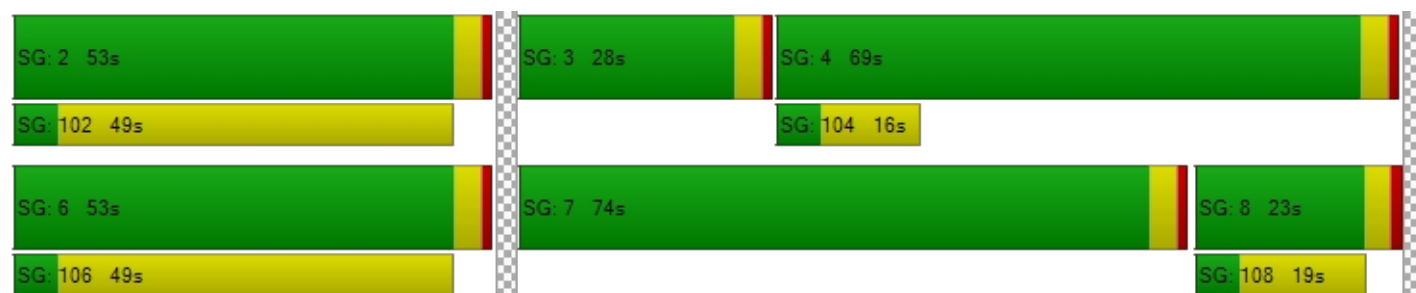 SG: 2 53s
SG: 3 28s
SG: 4 69s
SG: 102 49s
SG: 104 16s
SG: 6 53s
SG: 7 74s
SG: 8 23s
SG: 106 49s
SG: 108 19s